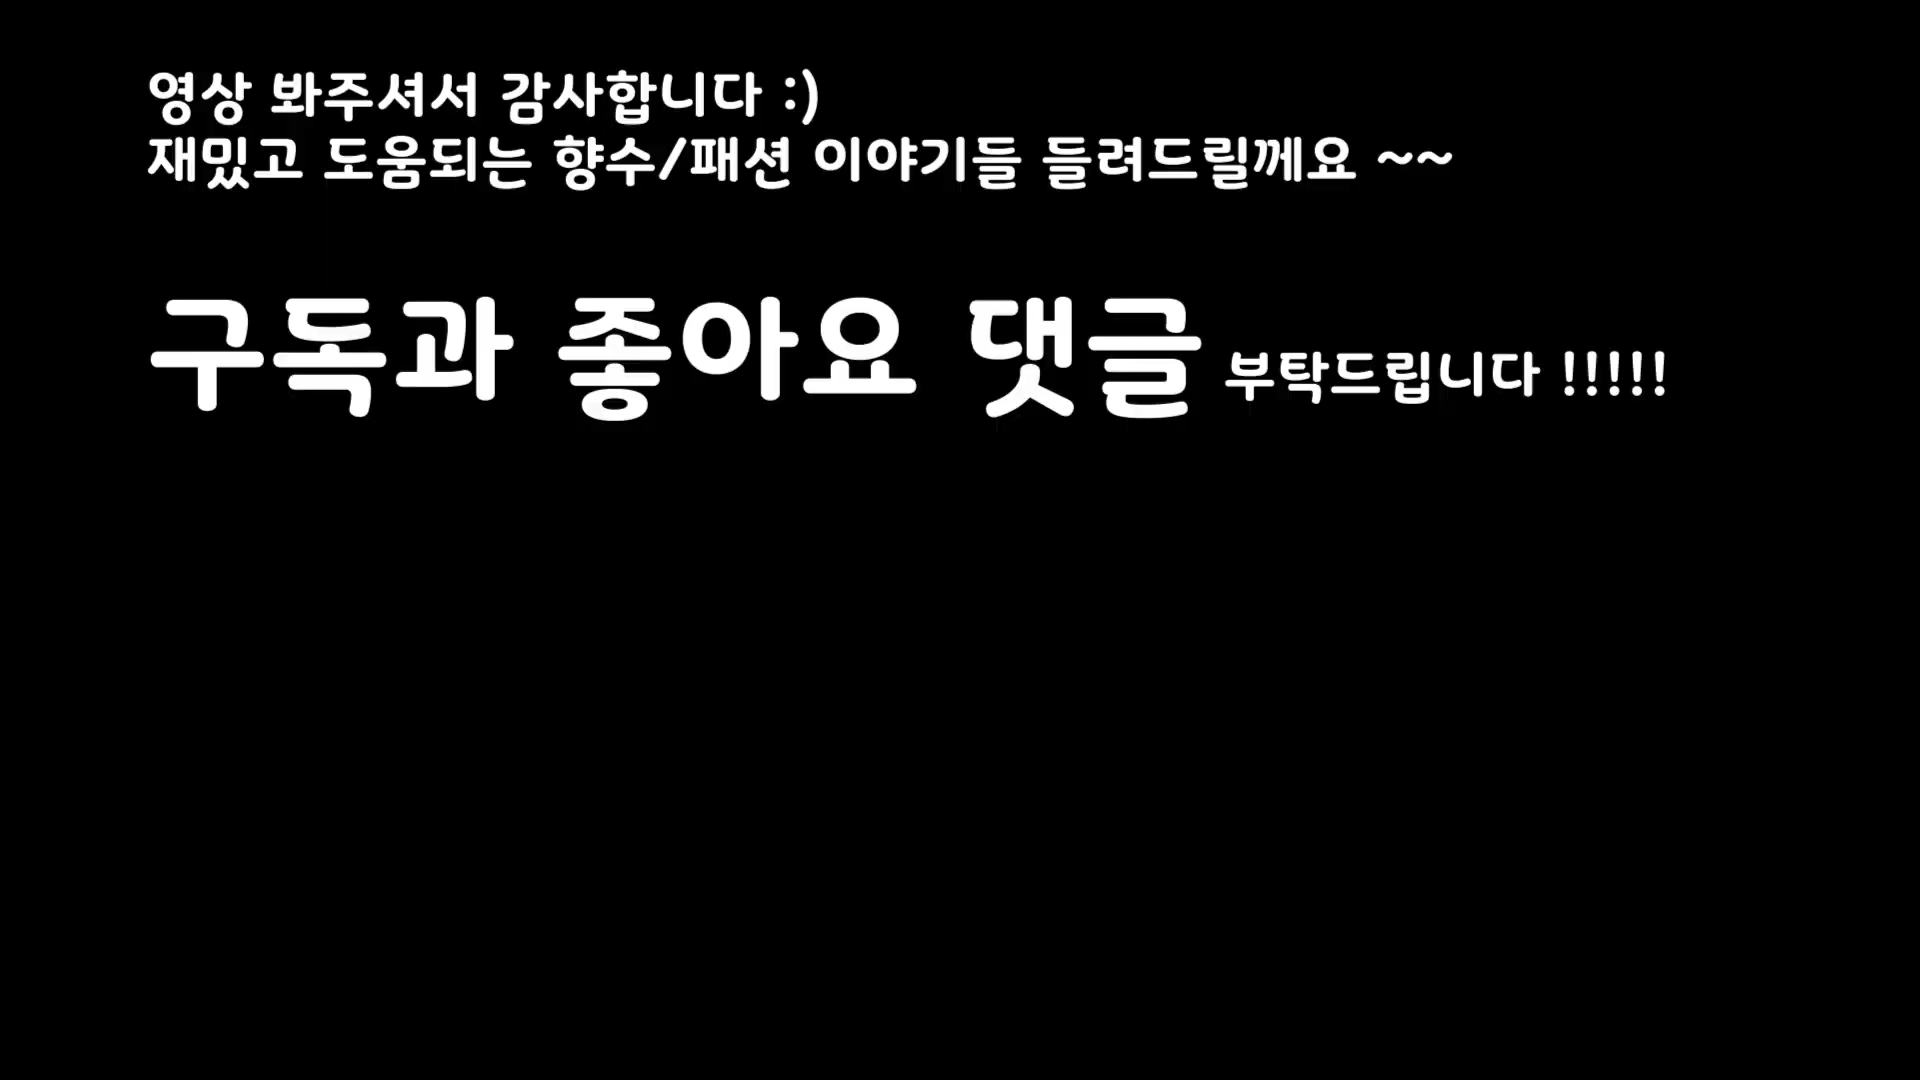 영상 봐주셔서 감사합니다 :)
재밌고 도움되는 향수/패션 이야기들 들려드릴께요 ~~
구독과 좋아요 댓글 부탁드립니다 !!!!!